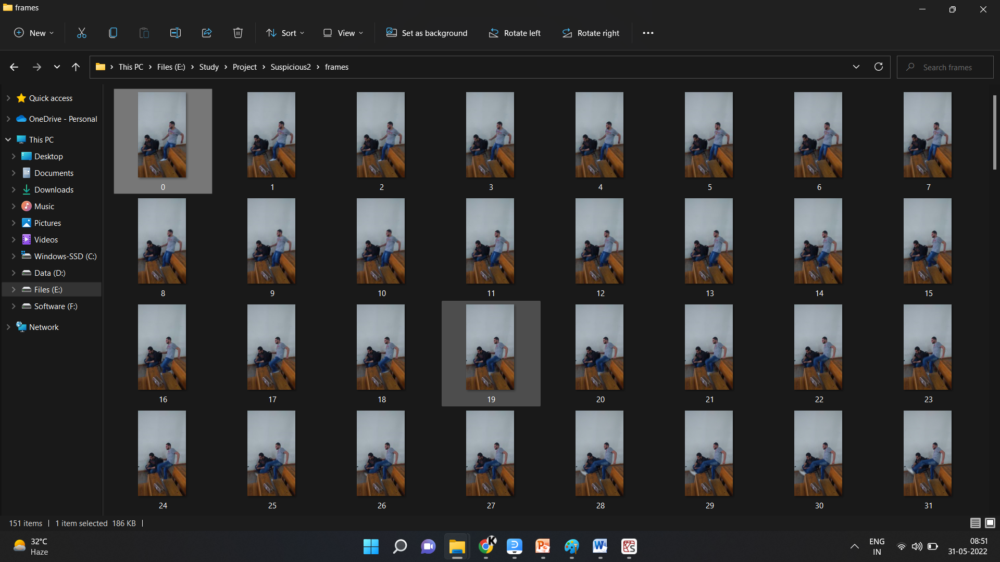 frames
New
Sort
View
Set as background
Rotate left
Rotate right
This PC
Files (E:)
Study
Project
Suspicious2
frames
Search frames
Quick access
OneDrive - Personal
This PC
Desktop
Documents
Downloads
Music
Pictures
Videos
Windows-SSD (C:)
Data (D:)
Files (E:)
Software (F:)
Network
0 1 2 3 4 5 6 7
8 9 10 11 12 13 14 15
16 17 18 19 20 21 22 23
24 25 26 27 28 29 30 31
151 items
1 item selected 186 KB
32°C
Haze
ENG
IN
08:51
31-05-2022